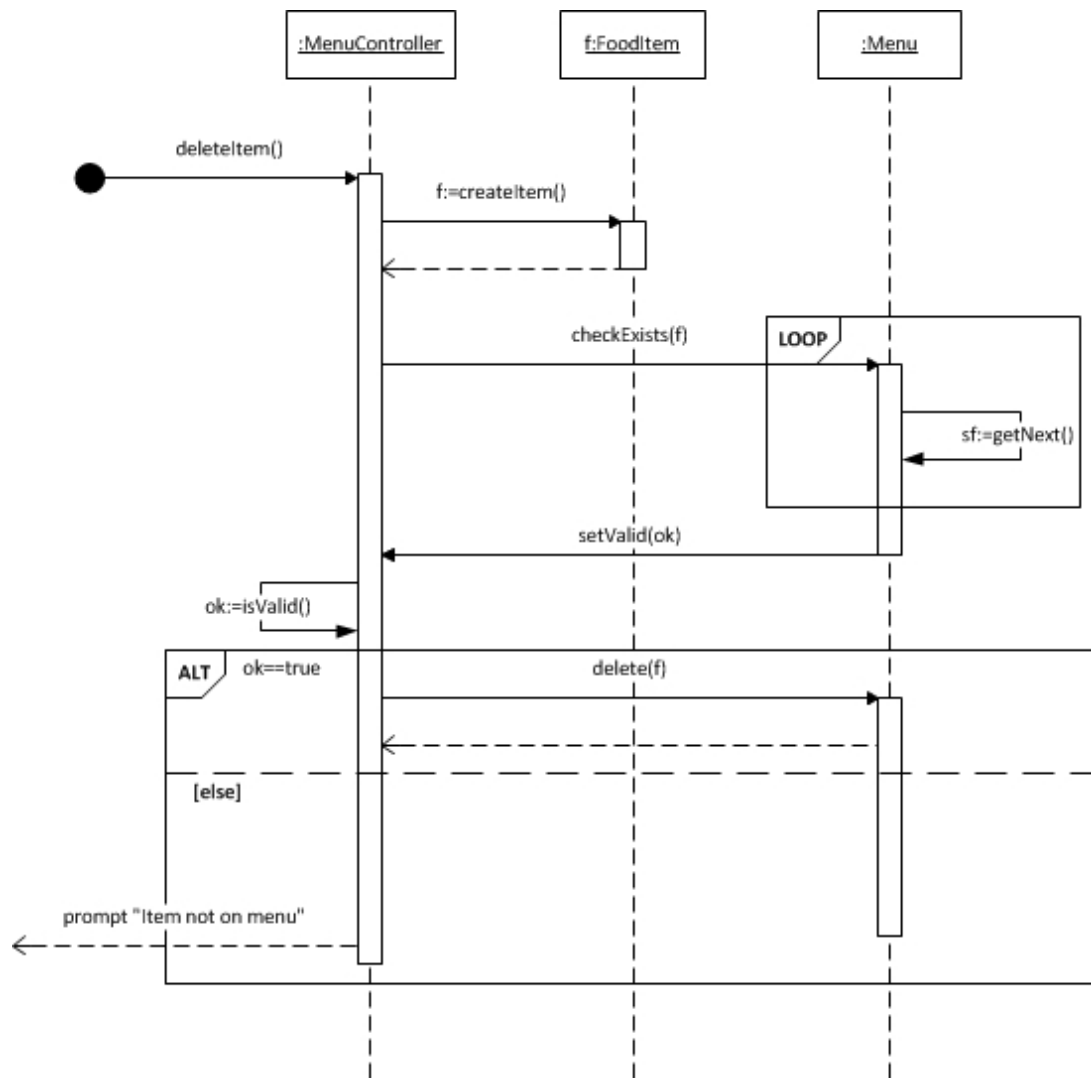 :MenuController
f:FoodItem
:Menu
deleteItem()
f:=createItem()
checkExists(f)
LOOP
sf:=getNext()
setValid(ok)
ok:=isValid()
ALT
ok==true
delete(f)
[else]
prompt "Item not on menu"